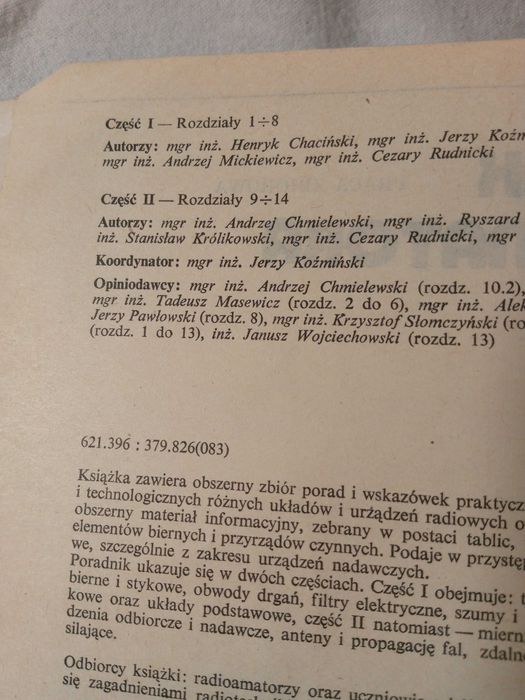 Część I — Rozdziały 1÷8
Autorzy: mgr inż. Henryk Chaciński, mgr inż. Jerzy Koźm
mgr inż. Andrzej Mickiewicz, mgr inż. Cezary Rudnicki
Część II — Rozdziały 9÷14
Autorzy: mgr inż. Andrzej Chmielewski, mgr inż. Ryszard
inż. Stanisław Królikowski, mgr inż. Cezary Rudnicki, mgr
Koordynator: mgr inż. Jerzy Koźmiński
Opiniodawcy: mgr inż. Andrzej Chmielewski (rozdz. 10.2),
mgr inż. Tadeusz Masewicz (rozdz. 2 do 6), mgr inż. Alek
Jerzy Pawłowski (rozdz. 8), mgr inż. Krzysztof Słomczyński (ro
(rozdz. 1 do 13), inż. Janusz Wojciechowski (rozdz. 13)
621.396 : 379.826(083)
Książka zawiera obszerny zbiór porad i wskazówek praktycz
i technologicznych różnych układów i urządzeń radiowych o
obszerny materiał informacyjny, zebrany w postaci tablic,
elementów biernych i przyrządów czynnych. Podaje w przystę
we, szczególnie z zakresu urządzeń nadawczych.
Poradnik ukazuje się w dwóch częściach. Część I obejmuje: t
bierne i stykowe, obwody drgań, filtry elektryczne, szumy i
kowe oraz układy podstawowe, część II natomiast — miern
dzenia odbiorcze i nadawcze, anteny i propagację fal, zdaln
silające.
Odbiorcy książki: radioamatorzy oraz uczniowie
się zagadnieniami